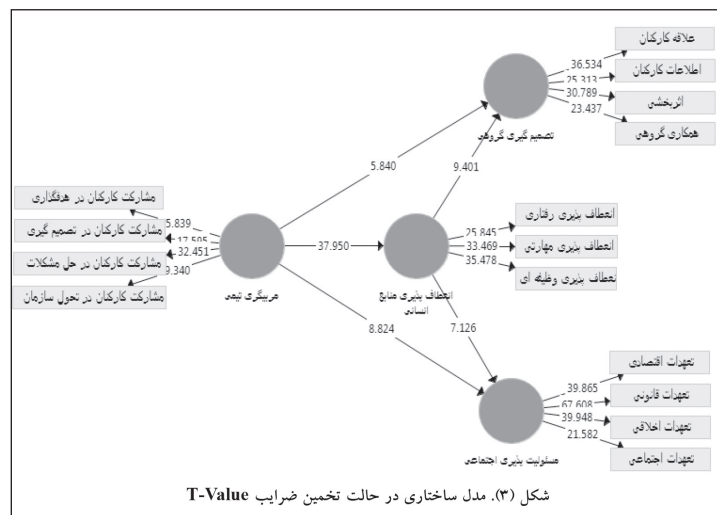 علاقه کارکنان
36.534
اطلاعات کارکنان
25.313
اثربخشی
30.789
همکاری گروهی
23.437
تصمیم گیری گروهی
5.840
9.401
مشارکت کارکنان در هدفگذاری
5.839
مشارکت کارکنان در تصمیم گیری
32.451
مشارکت کارکنان در حل مشکلات
9.340
مشارکت کارکنان در تحول سازمان
مربیگری تیمی
37.950
انعطاف پذیری رفتاری
25.845
انعطاف پذیری مهارتی
33.469
انعطاف پذیری وظیفه ای
35.478
انعطاف پذیری منابع
انسانی
8.824
7.126
تعهدات اقتصادی
39.865
تعهدات قانونی
67.608
تعهدات اخلاقی
39.948
تعهدات اجتماعی
21.582
مسئولیت پذیری اجتماعی
شکل (۳). مدل ساختاری در حالت تخمین ضرایب T-Value